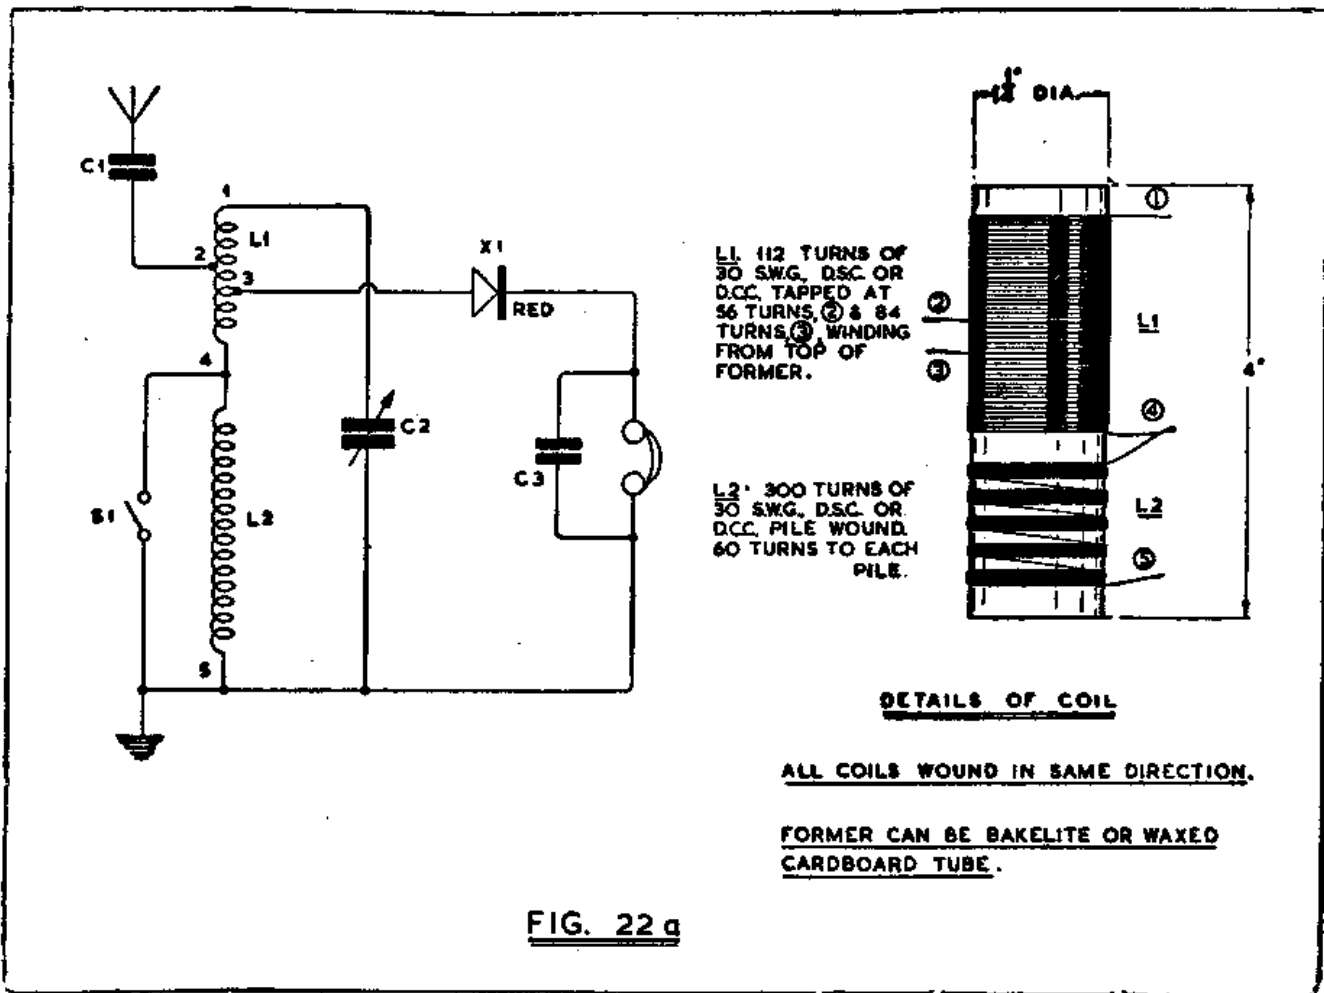 1¼" DIA.
C1
1
L1
2
3
X1
RED
4
C2
C3
S1
L2
5
①
L1. 112 TURNS OF
30 S.W.G., D.S.C. OR
D.C.C. TAPPED AT
56 TURNS, ② & 84
TURNS, ③, WINDING
FROM TOP OF
FORMER.
②
③
L1
4"
④
L2. 300 TURNS OF
30 S.W.G., D.S.C. OR
D.C.C. PILE WOUND.
60 TURNS TO EACH
PILE.
L2
⑤
DETAILS OF COIL
ALL COILS WOUND IN SAME DIRECTION.
FORMER CAN BE BAKELITE OR WAXED
CARDBOARD TUBE.
FIG. 22 a